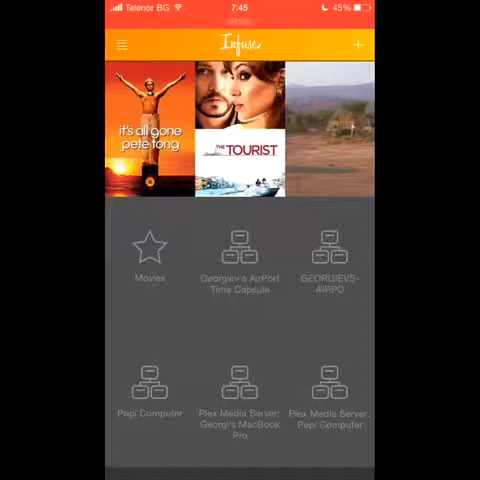 Telenor BG 7:45 45%
Infuse
+
it's all gone
pete tong
THE TOURIST
Movies
Georgiev's AirPort
Time Capsule
GEORGIEVS-
AIRPO
Pepi Computer
Plex Media Server:
Georgi's MacBook
Pro
Plex Media Server:
Pepi Computer